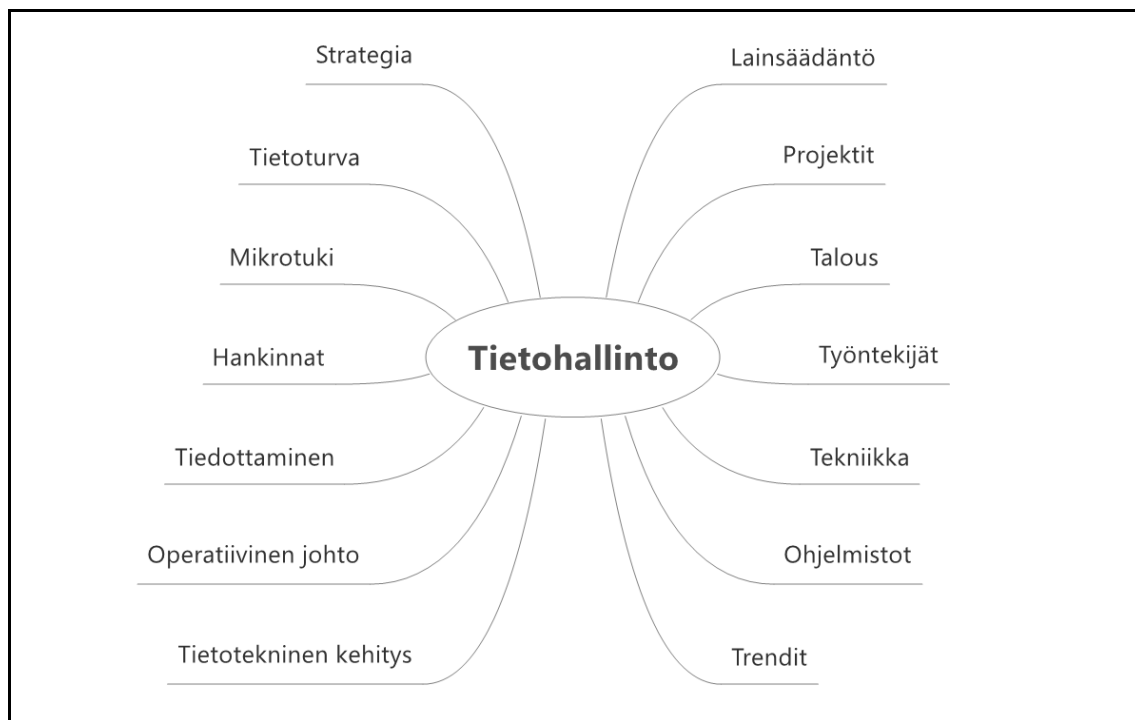 Strategia
Lainsäädäntö
Tietoturva
Projektit
Mikrotuki
Talous
Hankinnat
Tietohallinto
Työntekijät
Tiedottaminen
Tekniikka
Operatiivinen johto
Ohjelmistot
Tietotekninen kehitys
Trendit